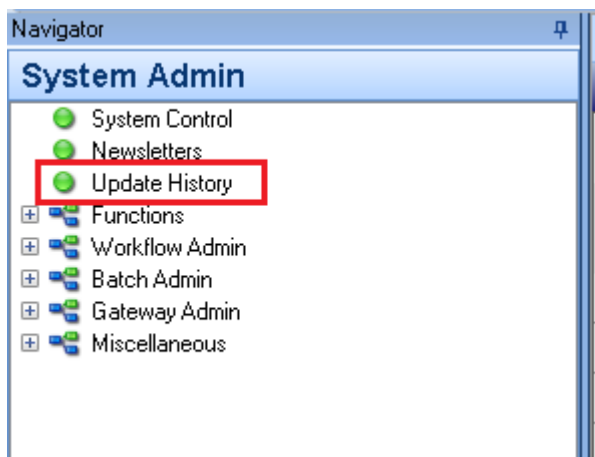 Navigator
System Admin
System Control
Newsletters
Update History
Functions
Workflow Admin
Batch Admin
Gateway Admin
Miscellaneous